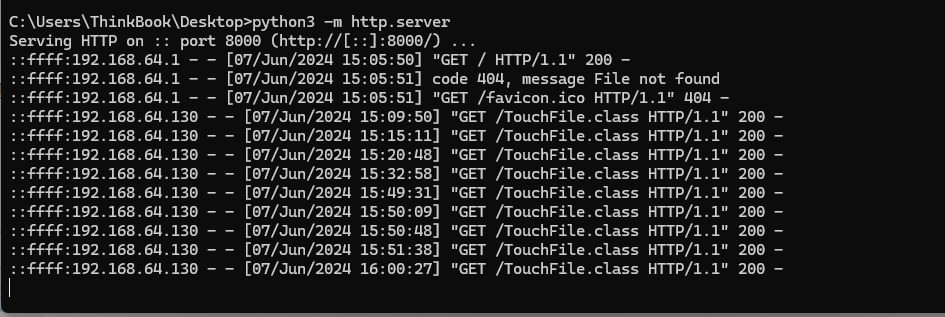 C:\Users\ThinkBook\Desktop>python3 -m http.server
Serving HTTP on :: port 8000 (http://[::]:8000/) ...
::ffff:192.168.64.1 - - [07/Jun/2024 15:05:50] "GET / HTTP/1.1" 200 -
::ffff:192.168.64.1 - - [07/Jun/2024 15:05:51] code 404, message File not found
::ffff:192.168.64.1 - - [07/Jun/2024 15:05:51] "GET /favicon.ico HTTP/1.1" 404 -
::ffff:192.168.64.130 - - [07/Jun/2024 15:09:50] "GET /TouchFile.class HTTP/1.1" 200 -
::ffff:192.168.64.130 - - [07/Jun/2024 15:15:11] "GET /TouchFile.class HTTP/1.1" 200 -
::ffff:192.168.64.130 - - [07/Jun/2024 15:20:48] "GET /TouchFile.class HTTP/1.1" 200 -
::ffff:192.168.64.130 - - [07/Jun/2024 15:32:58] "GET /TouchFile.class HTTP/1.1" 200 -
::ffff:192.168.64.130 - - [07/Jun/2024 15:49:31] "GET /TouchFile.class HTTP/1.1" 200 -
::ffff:192.168.64.130 - - [07/Jun/2024 15:50:09] "GET /TouchFile.class HTTP/1.1" 200 -
::ffff:192.168.64.130 - - [07/Jun/2024 15:50:48] "GET /TouchFile.class HTTP/1.1" 200 -
::ffff:192.168.64.130 - - [07/Jun/2024 15:51:38] "GET /TouchFile.class HTTP/1.1" 200 -
::ffff:192.168.64.130 - - [07/Jun/2024 16:00:27] "GET /TouchFile.class HTTP/1.1" 200 -